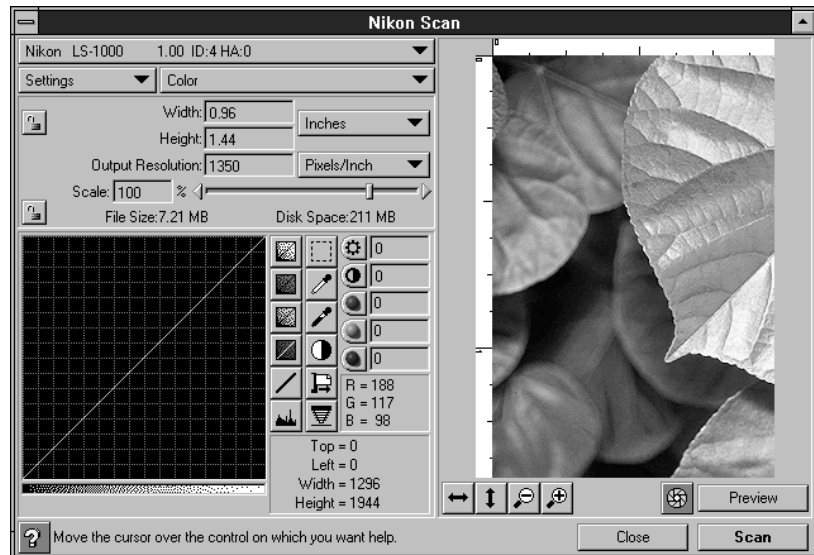 Nikon Scan
Nikon LS-1000 1.00 ID:4 HA:0
Settings Color
Width: 0.96
Inches
Height: 1.44
Output Resolution: 1350 Pixels/Inch
Scale: 100 %
File Size:7.21 MB Disk Space:211 MB
0
0
0
0
0
R = 188
G = 117
B = 98
Top = 0
Left = 0
Width = 1296
Height = 1944
Preview
? Move the cursor over the control on which you want help.
Close Scan